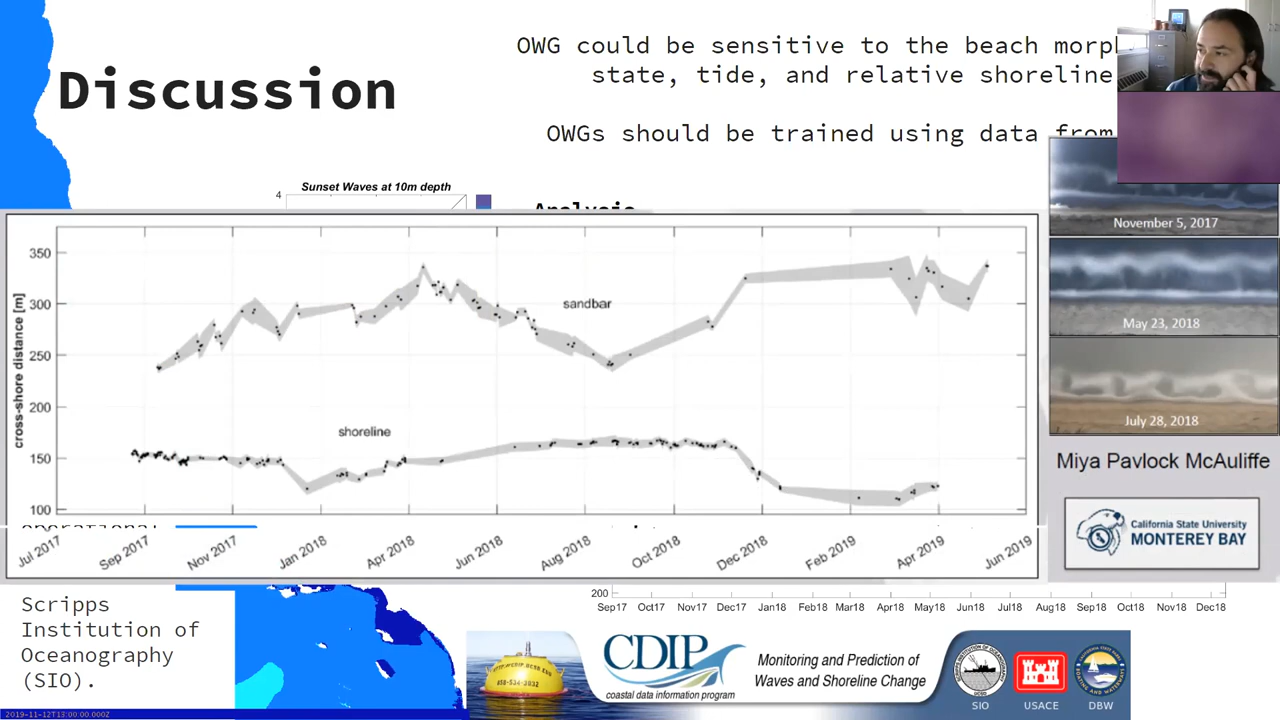 Discussion
OWG could be sensitive to the beach morph
state, tide, and relative shoreline
OWGs should be trained using data from
Sunset Waves at 10m depth
4
Analysis
cross-shore distance [m]
350
300
250
200
150
100
sandbar
shoreline
Jul 2017
Sep 2017
Nov 2017
Jan 2018
Apr 2018
Jun 2018
Aug 2018
Oct 2018
Dec 2018
Feb 2019
Apr 2019
Jun 2019
November 5, 2017
May 23, 2018
July 28, 2018
Miya Pavlock McAuliffe
California State University
MONTEREY BAY
200
Sep17 Oct17 Nov17 Dec17 Jan18 Feb18 Mar18 Apr18 May18 Jun18 Jul18 Aug18 Sep18 Oct18 Nov18 Dec18
Scripps
Institution of
Oceanography
(SIO).
858-534-3032
CDIP
coastal data information program
Monitoring and Prediction of
Waves and Shoreline Change
SIO
USACE
DBW
2019-11-12T13:00:00.000Z